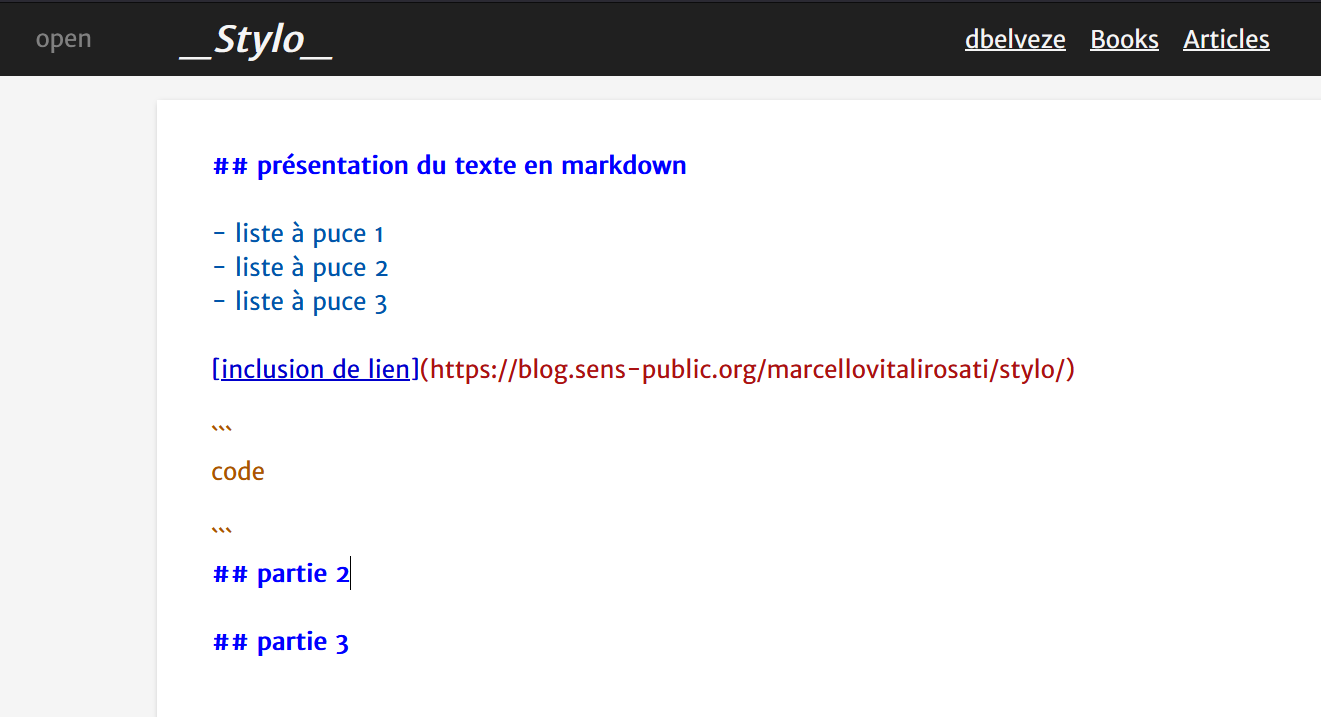 open __Stylo__ dbelveze Books Articles
## présentation du texte en markdown
- liste à puce 1
- liste à puce 2
- liste à puce 3
[inclusion de lien](https://blog.sens-public.org/marcellovitalirosati/stylo/)
```
code
```
## partie 2
## partie 3